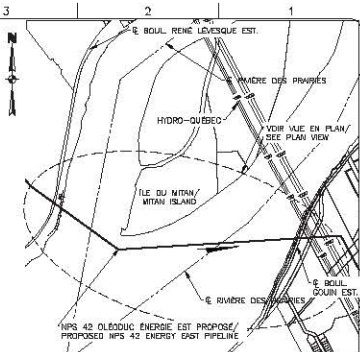 3 2 1
N
℄ BOUL. RENÉ LÉVESQUE EST.
℄ RIVIÈRE DES PRAIRIES
HYDRO-QUÉBEC
VOIR VUE EN PLAN/
SEE PLAN VIEW
ÎLE DU MITAN/
MITAN ISLAND
℄ BOUL.
GOUIN EST.
℄ RIVIÈRE DES PRAIRIES
NPS 42 OLÉODUC ÉNERGIE EST PROPOSÉ/
PROPOSED NPS 42 ENERGY EAST PIPELINE